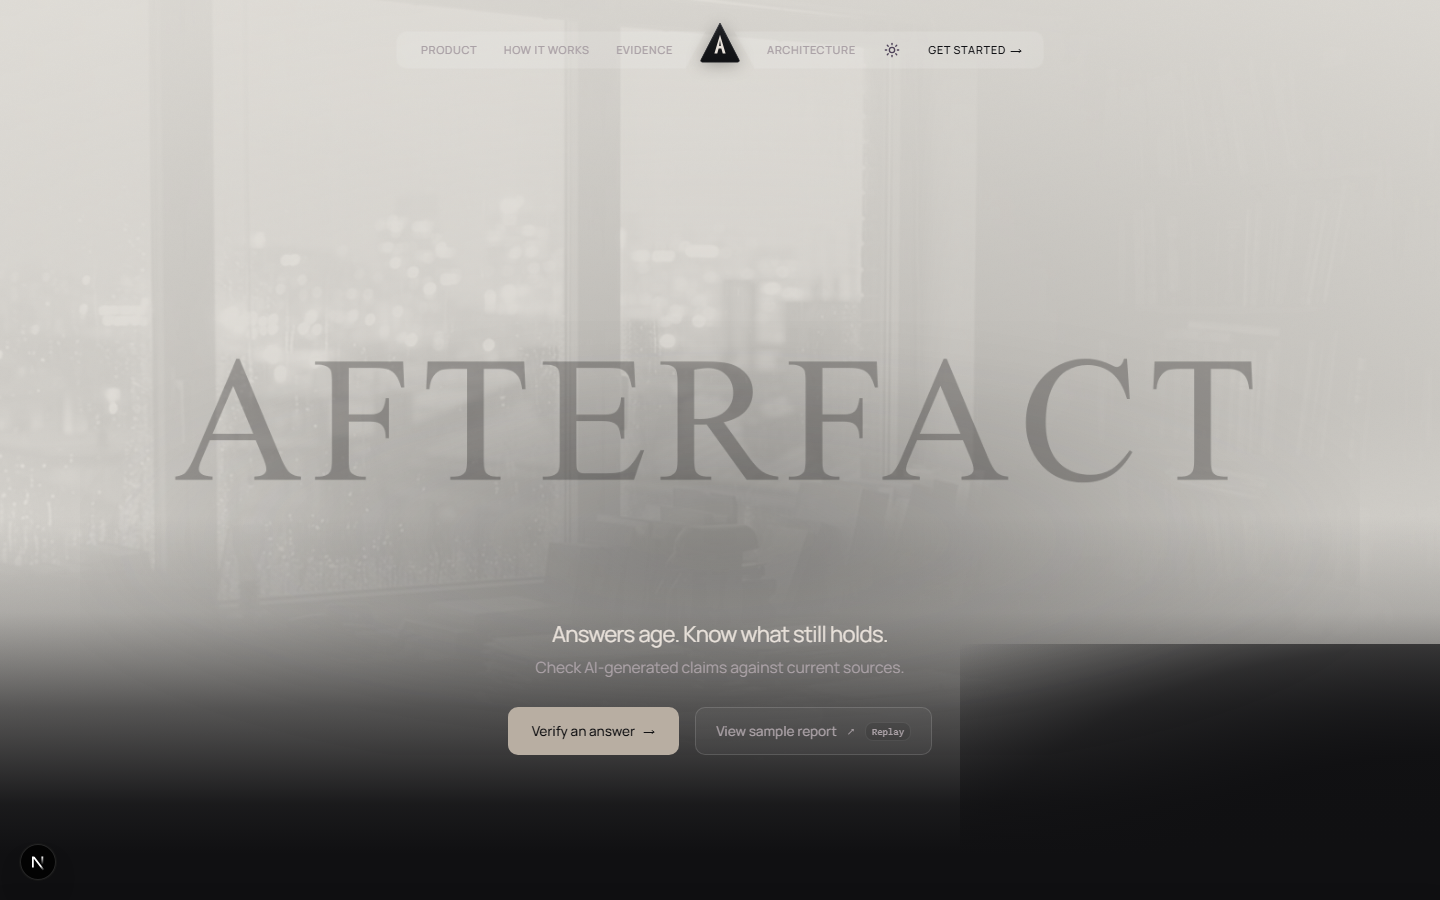 PRODUCT HOW IT WORKS EVIDENCE A ARCHITECTURE GET STARTED →
AFTERFACT
Answers age. Know what still holds.
Check AI-generated claims against current sources.
Verify an answer → View sample report ↗ Replay
N